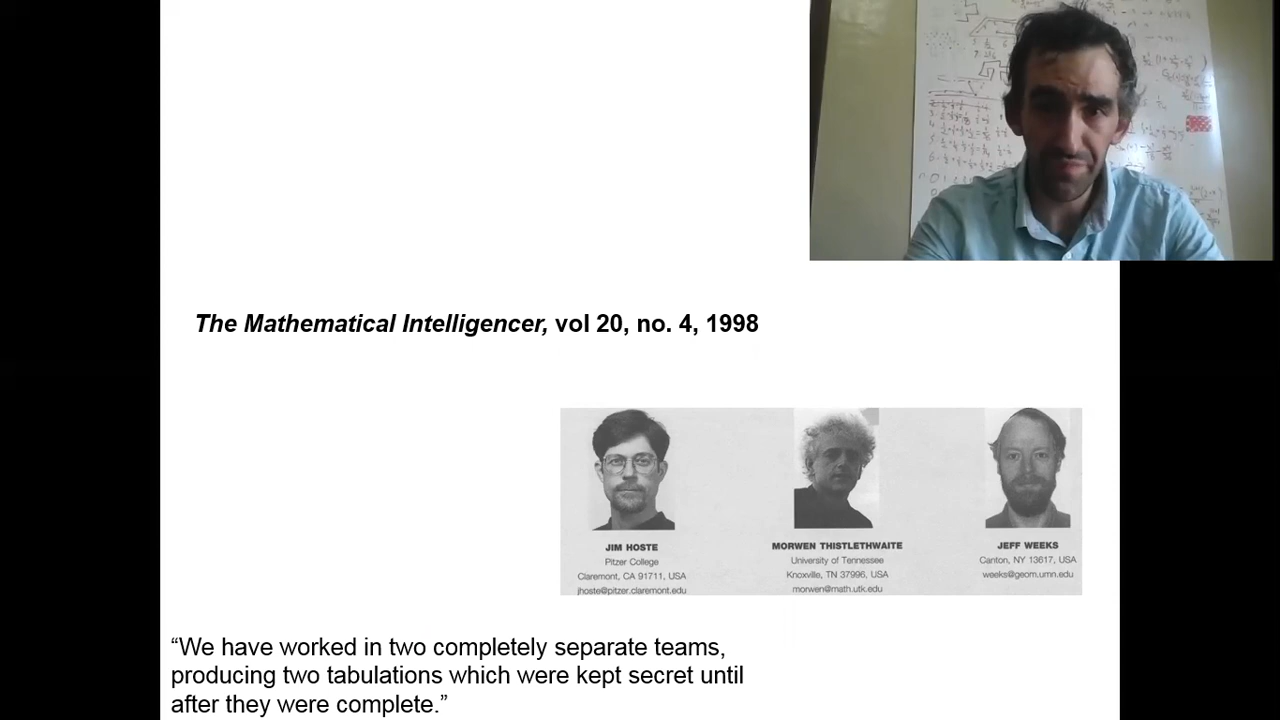 The Mathematical Intelligencer, vol 20, no. 4, 1998
JIM HOSTE
Pitzer College
Claremont, CA 91711, USA
jhoste@pitzer.claremont.edu
MORWEN THISTLETHWAITE
University of Tennessee
Knoxville, TN 37996, USA
morwen@math.utk.edu
JEFF WEEKS
Canton, NY 13617, USA
weeks@geom.umn.edu
“We have worked in two completely separate teams,
producing two tabulations which were kept secret until
after they were complete.”